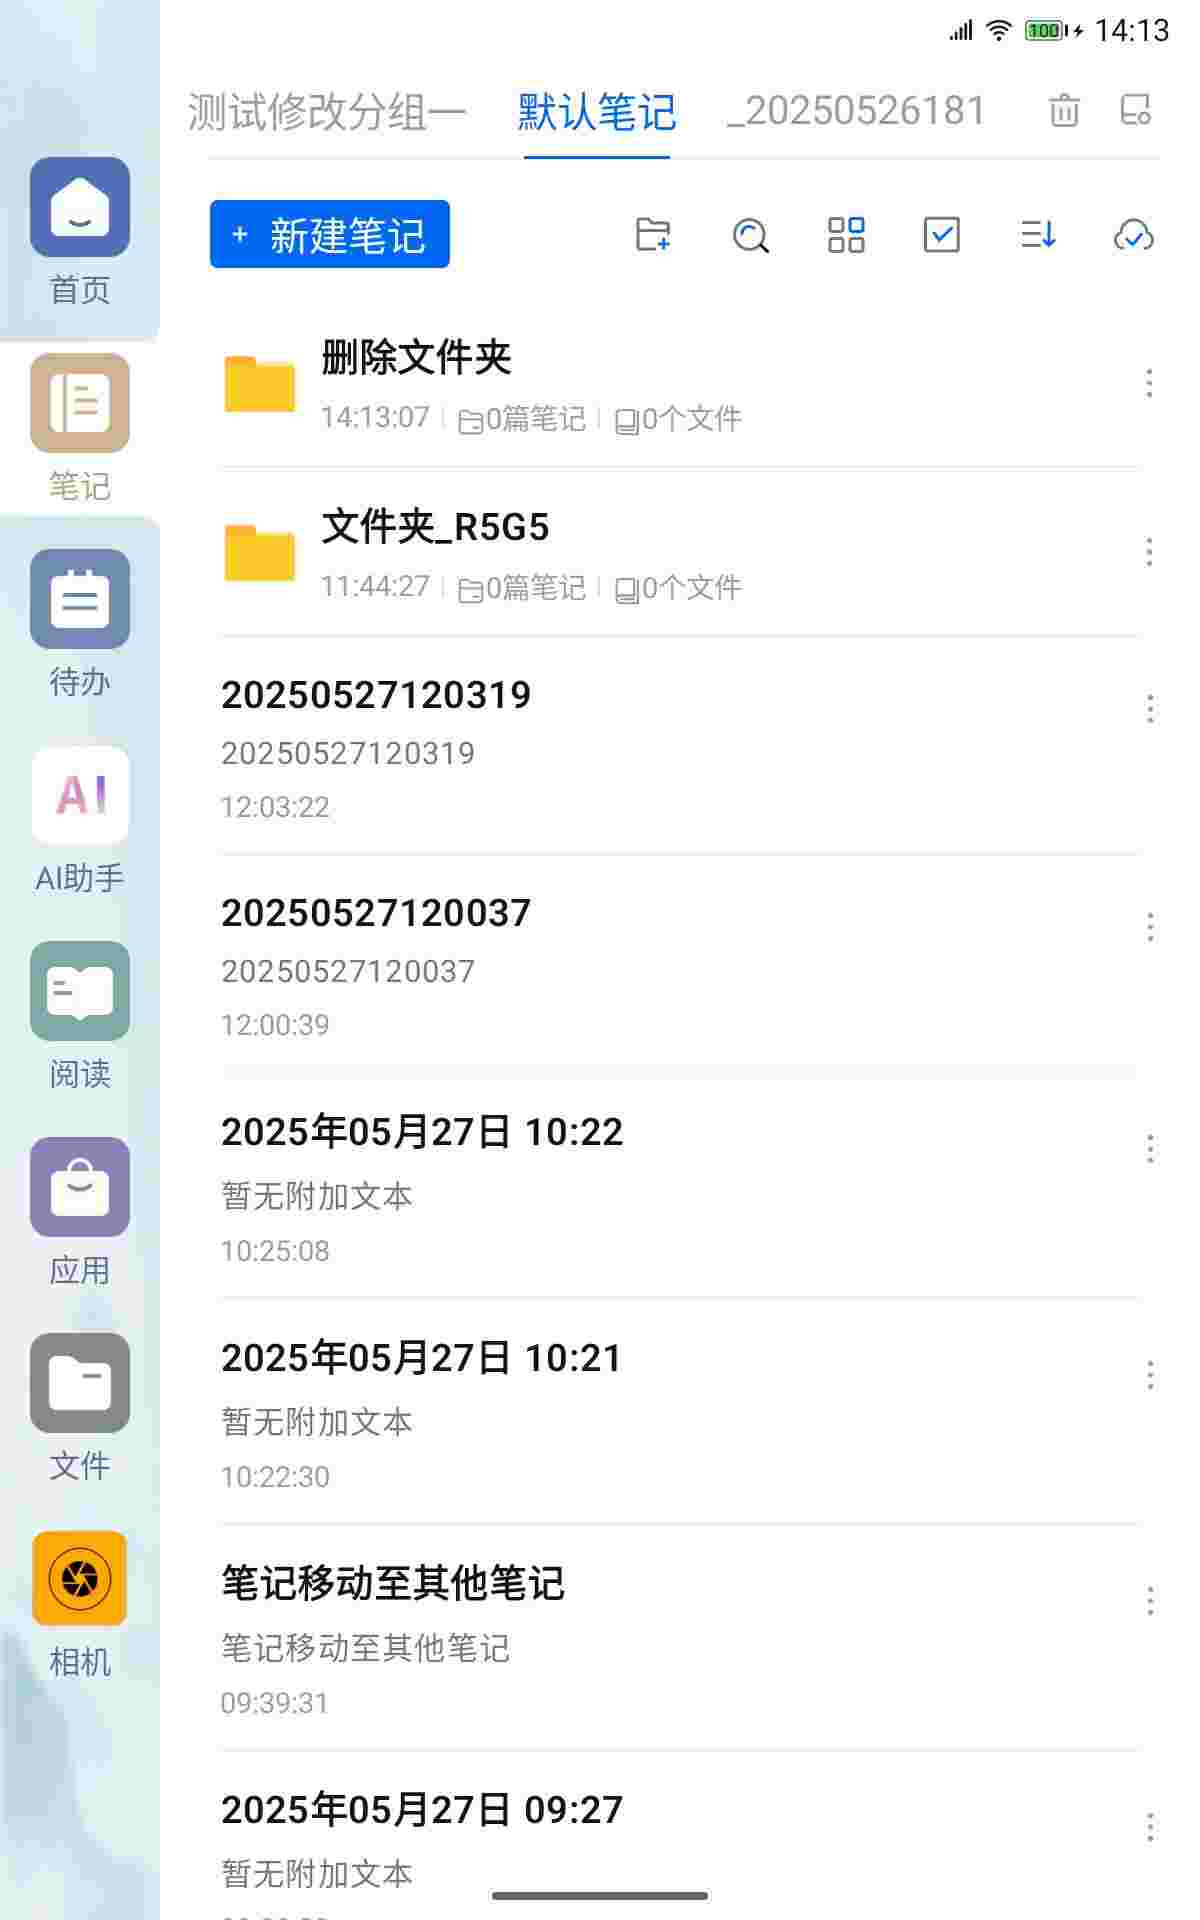 100 14:13
测试修改分组一 默认笔记 _20250526181
+ 新建笔记
首页
笔记
待办
AI
AI助手
阅读
应用
文件
相机
删除文件夹
14:13:07 0篇笔记 0个文件
文件夹_R5G5
11:44:27 0篇笔记 0个文件
20250527120319
20250527120319
12:03:22
20250527120037
20250527120037
12:00:39
2025年05月27日 10:22
暂无附加文本
10:25:08
2025年05月27日 10:21
暂无附加文本
10:22:30
笔记移动至其他笔记
笔记移动至其他笔记
09:39:31
2025年05月27日 09:27
暂无附加文本